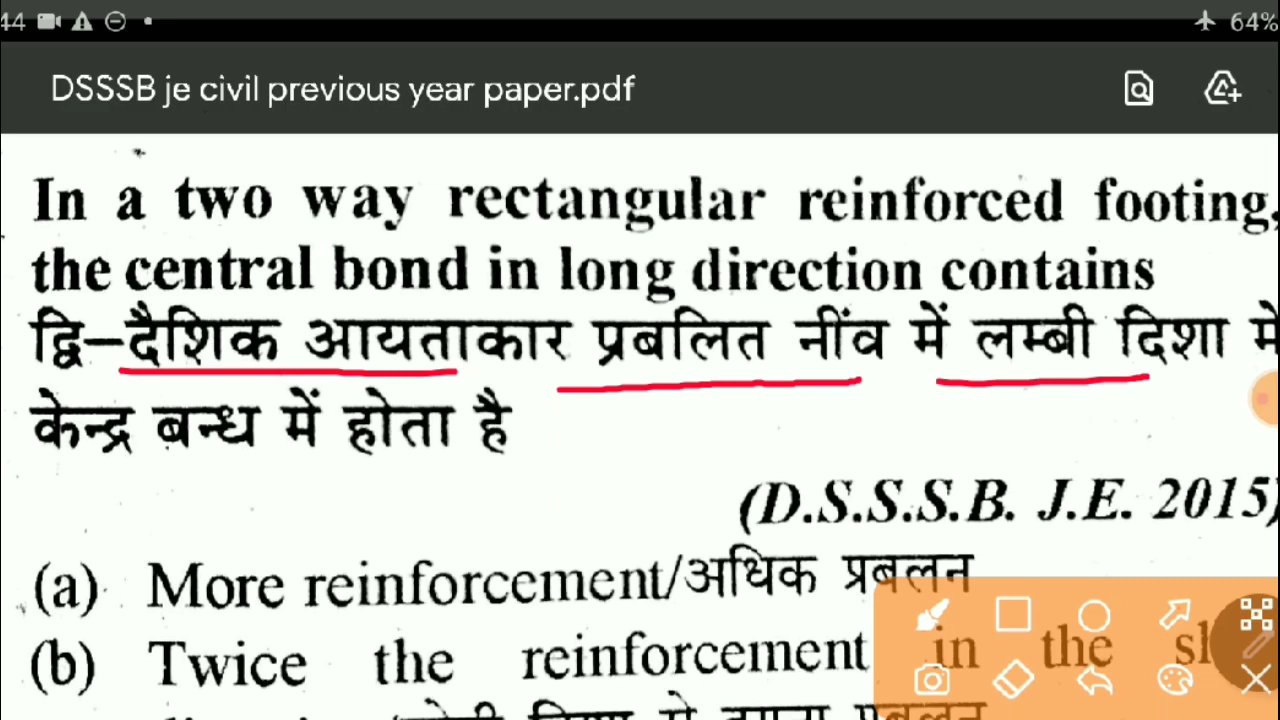 44 64%
DSSSB je civil previous year paper.pdf
In a two way rectangular reinforced footing,
the central bond in long direction contains
द्वि–दैशिक आयताकार प्रबलित नींव में लम्बी दिशा में
केन्द्र बन्ध में होता है
(D.S.S.S.B. J.E. 2015)
(a) More reinforcement/अधिक प्रबलन
(b) Twice the reinforcement in the